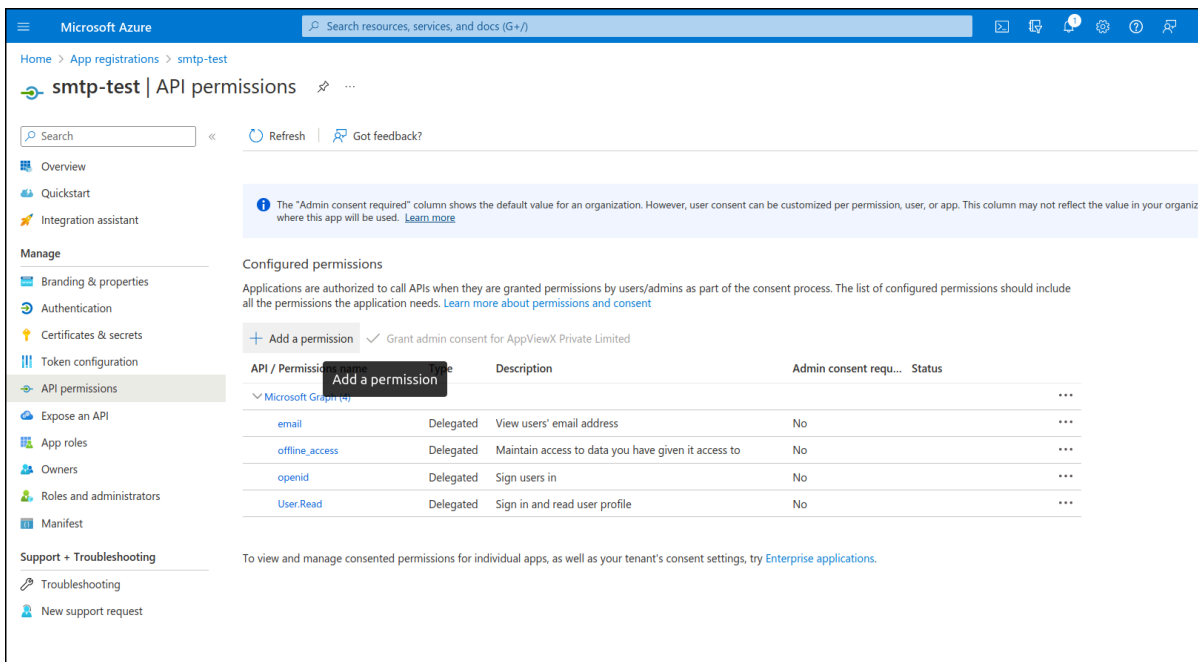 Microsoft Azure
Search resources, services, and docs (G+/)
1
Home > App registrations > smtp-test
smtp-test | API permissions
Search
Refresh
Got feedback?
Overview
Quickstart
Integration assistant
Manage
Branding & properties
Authentication
Certificates & secrets
Token configuration
API permissions
Expose an API
App roles
Owners
Roles and administrators
Manifest
Support + Troubleshooting
Troubleshooting
New support request
The "Admin consent required" column shows the default value for an organization. However, user consent can be customized per permission, user, or app. This column may not reflect the value in your organiz
where this app will be used. Learn more
Configured permissions
Applications are authorized to call APIs when they are granted permissions by users/admins as part of the consent process. The list of configured permissions should include
all the permissions the application needs. Learn more about permissions and consent
Add a permission
Grant admin consent for AppViewX Private Limited
API / Permissions name Type Description Admin consent requ... Status
Add a permission
Microsoft Graph (4)
email Delegated View users' email address No
offline_access Delegated Maintain access to data you have given it access to No
openid Delegated Sign users in No
User.Read Delegated Sign in and read user profile No
To view and manage consented permissions for individual apps, as well as your tenant's consent settings, try Enterprise applications.